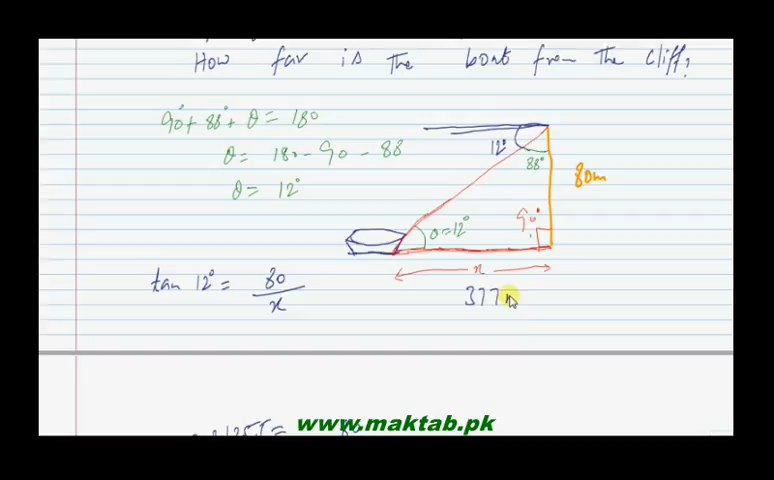 How far is the boat from the cliff?
90° + 88° + θ = 180
θ = 180 - 90 - 88
θ = 12°
12°
88°
80m
90°
θ = 12°
x
tan 12° = 80/x
377
www.maktab.pk